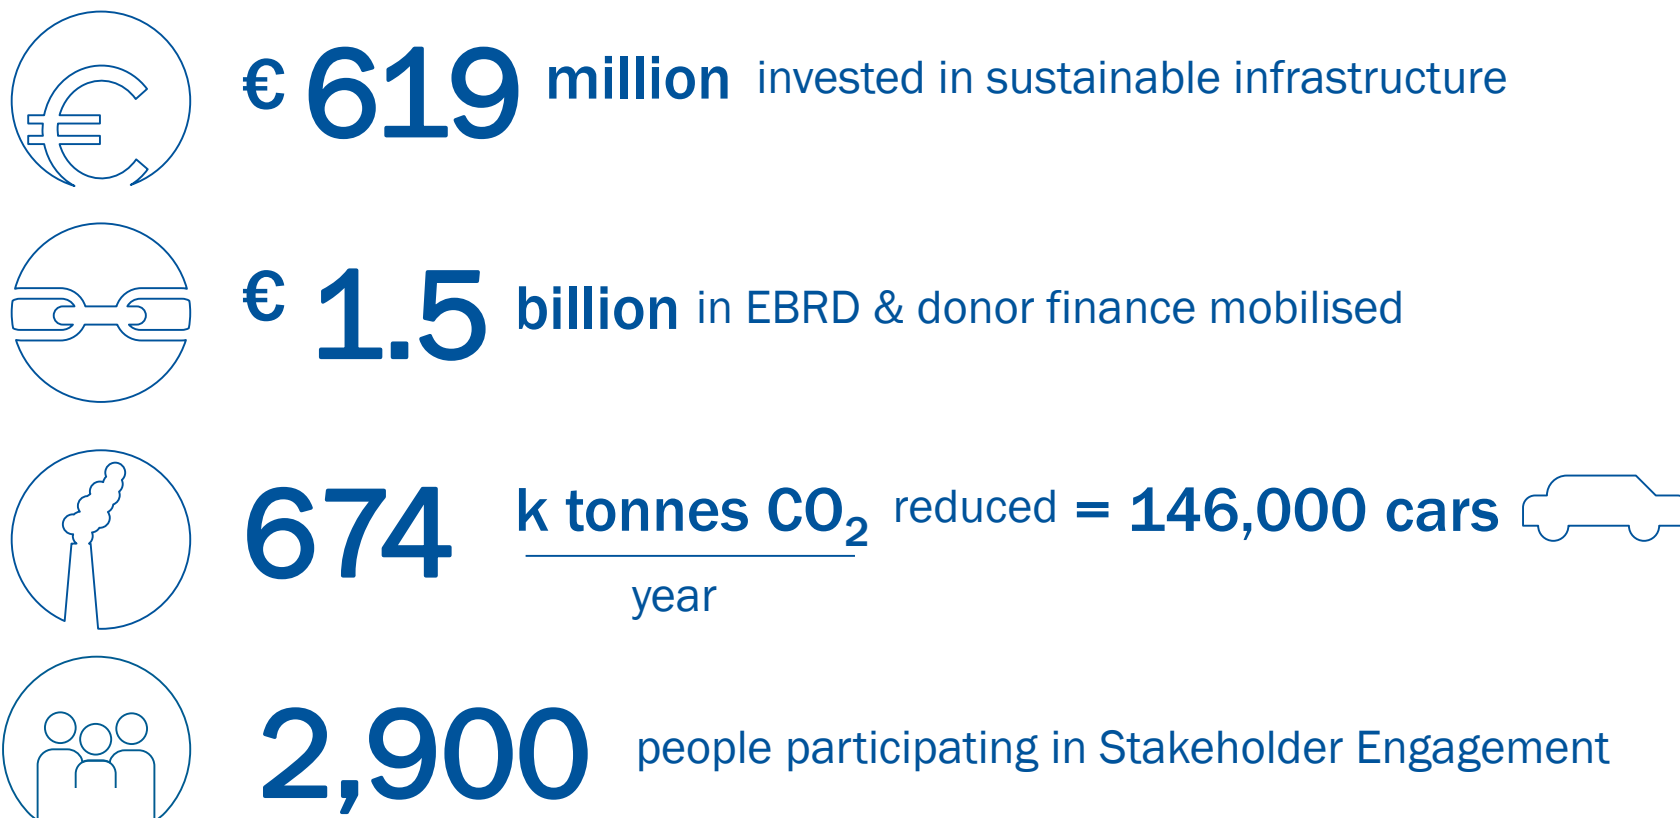 € 619 million invested in sustainable infrastructure
€ 1.5 billion in EBRD & donor finance mobilised
674 k tonnes CO₂ reduced = 146,000 cars
year
2,900 people participating in Stakeholder Engagement